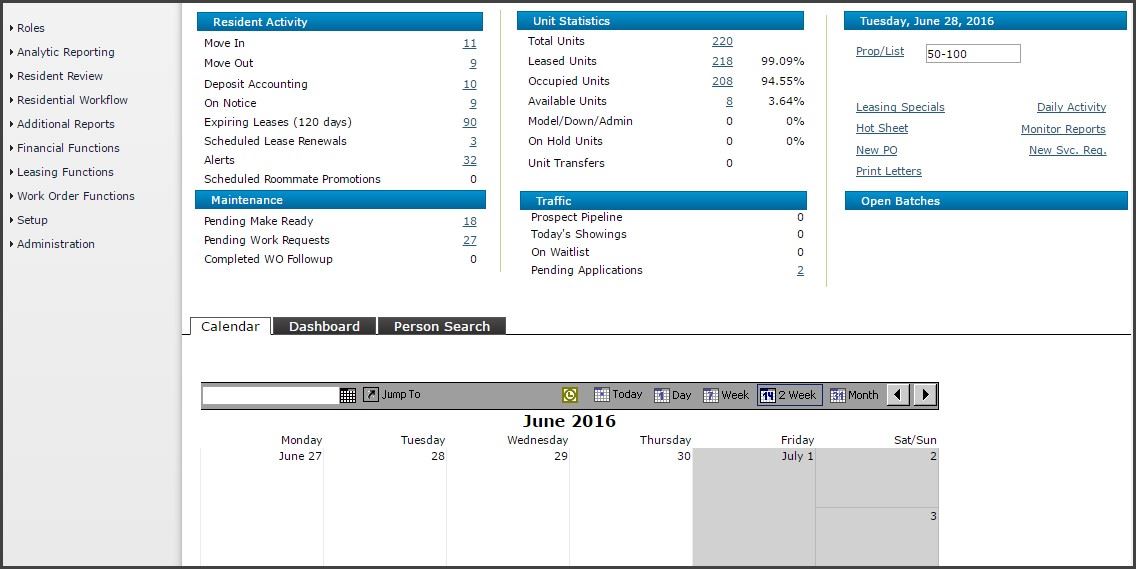 Roles
Analytic Reporting
Resident Review
Residential Workflow
Additional Reports
Financial Functions
Leasing Functions
Work Order Functions
Setup
Administration
Resident Activity
Move In 11
Move Out 9
Deposit Accounting 10
On Notice 9
Expiring Leases (120 days) 90
Scheduled Lease Renewals 3
Alerts 32
Scheduled Roommate Promotions 0
Maintenance
Pending Make Ready 18
Pending Work Requests 27
Completed WO Followup 0
Unit Statistics
Total Units 220
Leased Units 218 99.09%
Occupied Units 208 94.55%
Available Units 8 3.64%
Model/Down/Admin 0 0%
On Hold Units 0 0%
Unit Transfers 0
Traffic
Prospect Pipeline 0
Today's Showings 0
On Waitlist 0
Pending Applications 2
Tuesday, June 28, 2016
Prop/List 50-100
Leasing Specials Daily Activity
Hot Sheet Monitor Reports
New PO New Svc. Req.
Print Letters
Open Batches
Calendar Dashboard Person Search
Jump To Today 1 Day 7 Week 14 2 Week 31 Month
June 2016
Monday Tuesday Wednesday Thursday Friday Sat/Sun
June 27 28 29 30 July 1 2
3